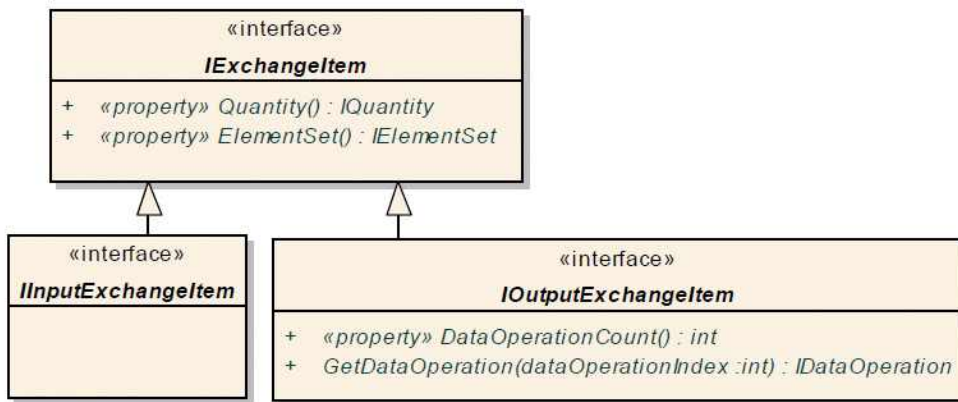 «interface»
IExchangeItem
+ «property» Quantity() : IQuantity
+ «property» ElementSet() : IElementSet
«interface»
IInputExchangeItem
«interface»
IOutputExchangeItem
+ «property» DataOperationCount() : int
+ GetDataOperation(dataOperationIndex :int) : IDataOperation